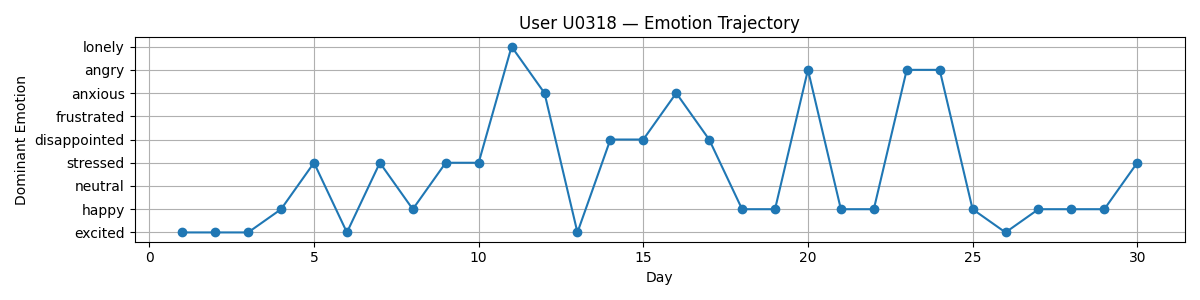 User U0318 — Emotion Trajectory
Dominant Emotion
lonely
angry
anxious
frustrated
disappointed
stressed
neutral
happy
excited
0 5 10 15 20 25 30
Day